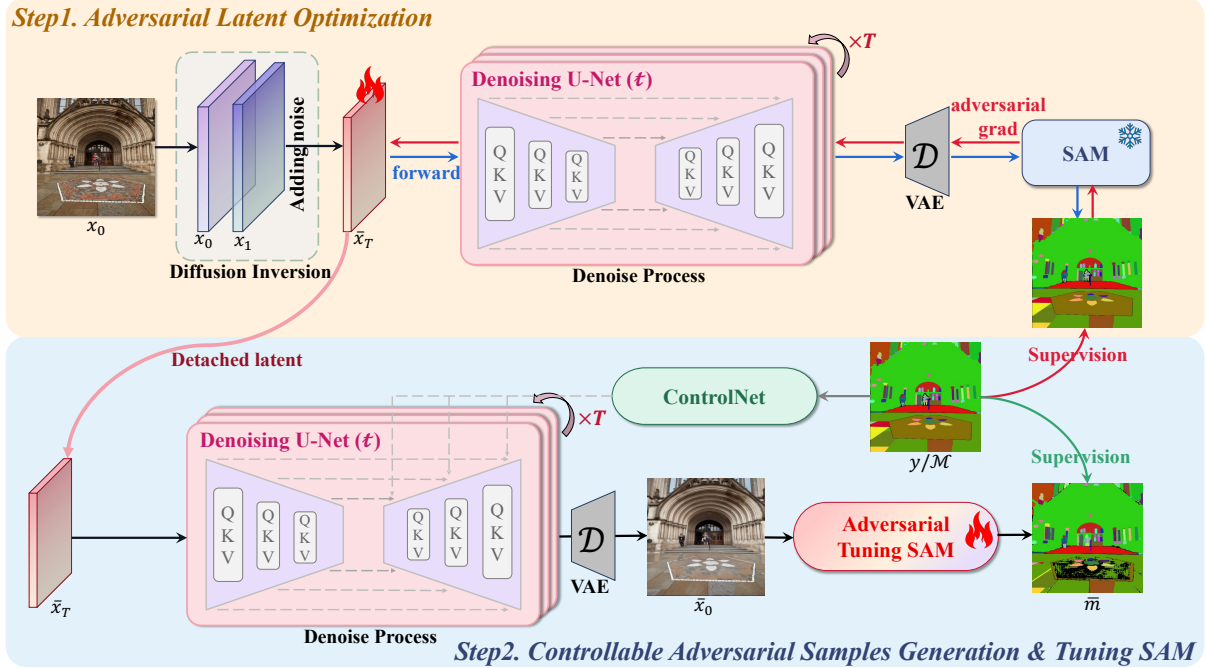 Step1. Adversarial Latent Optimization
×T
Denoising U-Net (t)
adversarial
grad
Adding noise
Q
K
V
Q
K
V
Q
K
V
Q
K
V
Q
K
V
Q
K
V
forward
𝒟
SAM
VAE
x₀
x₀
x₁
x̄_T
Diffusion Inversion
Denoise Process
Detached latent
Supervision
ControlNet
×T
Denoising U-Net (t)
y/ℳ
Supervision
Q
K
V
Q
K
V
Q
K
V
Q
K
V
Q
K
V
Q
K
V
𝒟
Adversarial
Tuning SAM
VAE
x̄_T
x̄₀
m̄
Denoise Process
Step2. Controllable Adversarial Samples Generation & Tuning SAM